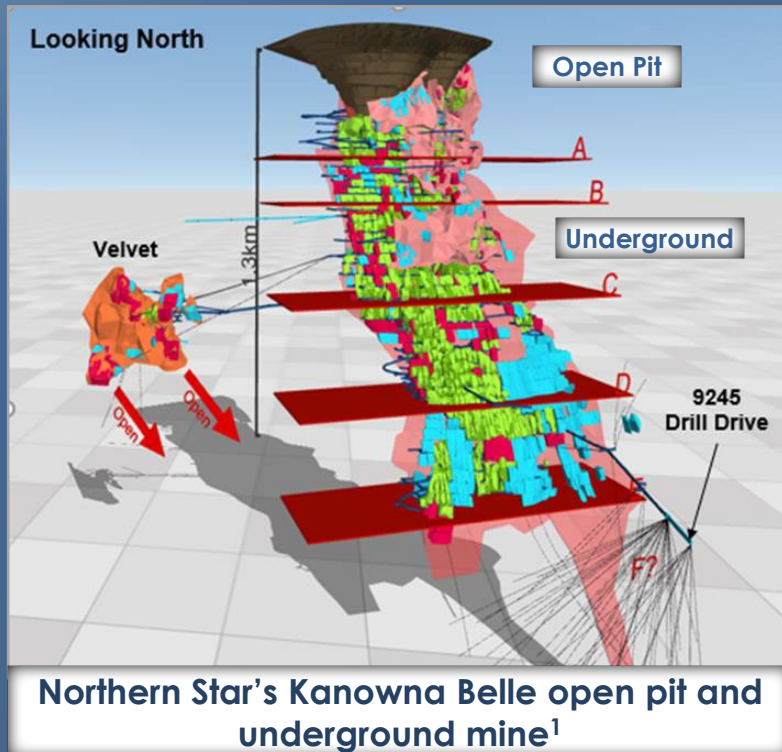 Looking North
Open Pit
A
B
Velvet
1.3km
Underground
C
D
Open
Open
9245
Drill Drive
E
F?
Northern Star's Kanowna Belle open pit and
underground mine1